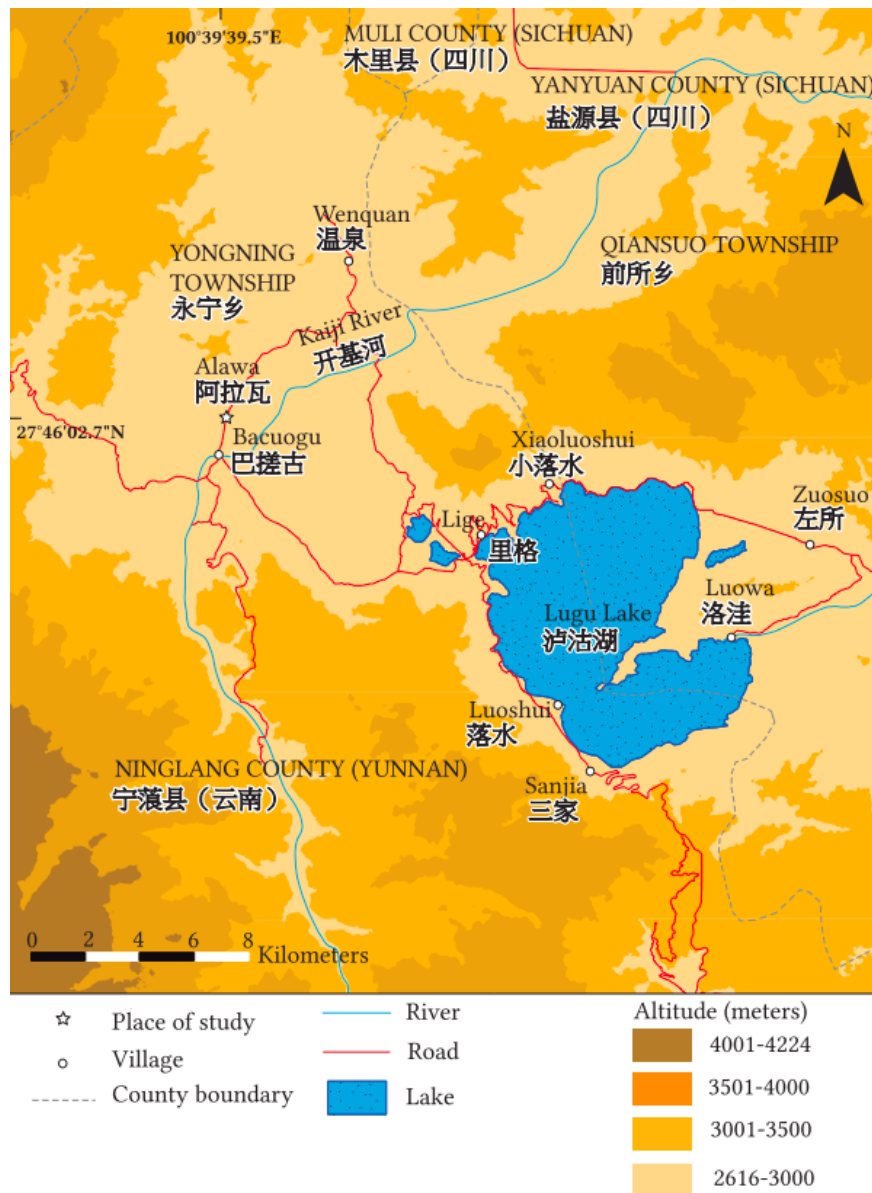 100°39'39.5"E
MULI COUNTY (SICHUAN)
木里县（四川）
YANYUAN COUNTY (SICHUAN)
盐源县（四川）
N
Wenquan
温泉
YONGNING
TOWNSHIP
永宁乡
QIANSUO TOWNSHIP
前所乡
Kaiji River
开基河
Alawa
阿拉瓦
27°46'02.7"N
Bacuogu
巴搓古
Xiaoluoshui
小落水
Zuosuo
左所
Lige
里格
Luowa
洛洼
Lugu Lake
泸沽湖
Luoshui
落水
NINGLANG COUNTY (YUNNAN)
宁蒗县（云南）
Sanjia
三家
0 2 4 6 8
Kilometers
Place of study
Village
County boundary
River
Road
Lake
Altitude (meters)
4001-4224
3501-4000
3001-3500
2616-3000